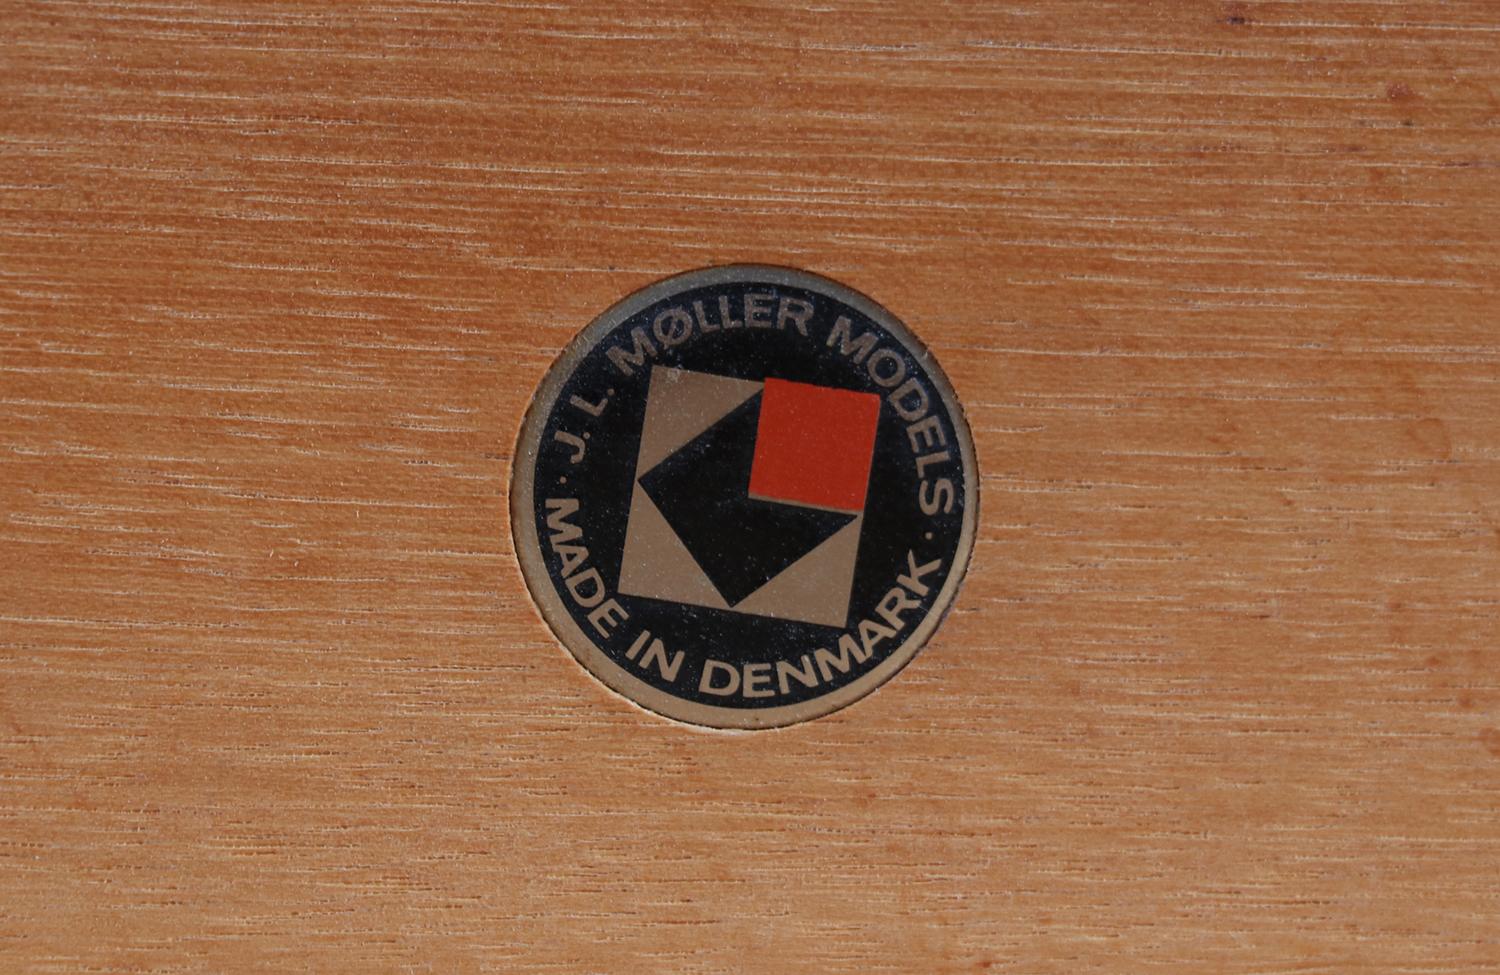 · J. L. MØLLER MODELS ·
MADE IN DENMARK